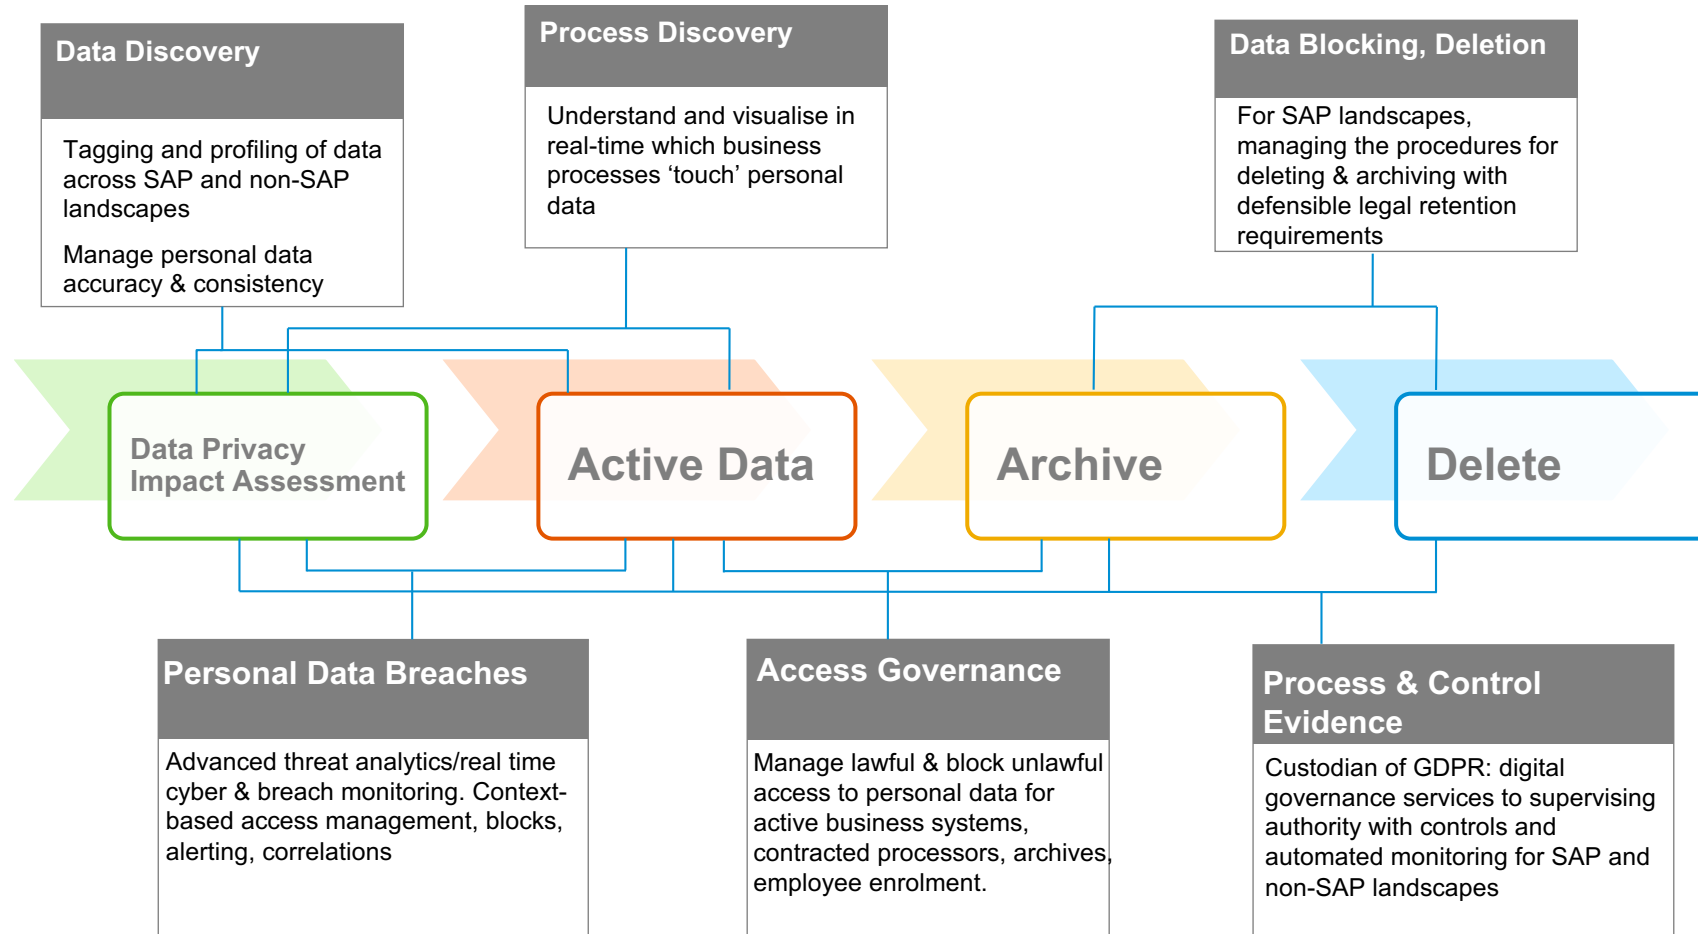 Data Discovery
Tagging and profiling of data
across SAP and non-SAP
landscapes
Manage personal data
accuracy & consistency
Process Discovery
Understand and visualise in
real-time which business
processes ‘touch’ personal
data
Data Blocking, Deletion
For SAP landscapes,
managing the procedures for
deleting & archiving with
defensible legal retention
requirements
Data Privacy
Impact Assessment
Active Data
Archive
Delete
Personal Data Breaches
Advanced threat analytics/real time
cyber & breach monitoring. Context-
based access management, blocks,
alerting, correlations
Access Governance
Manage lawful & block unlawful
access to personal data for
active business systems,
contracted processors, archives,
employee enrolment.
Process & Control
Evidence
Custodian of GDPR: digital
governance services to supervising
authority with controls and
automated monitoring for SAP and
non-SAP landscapes